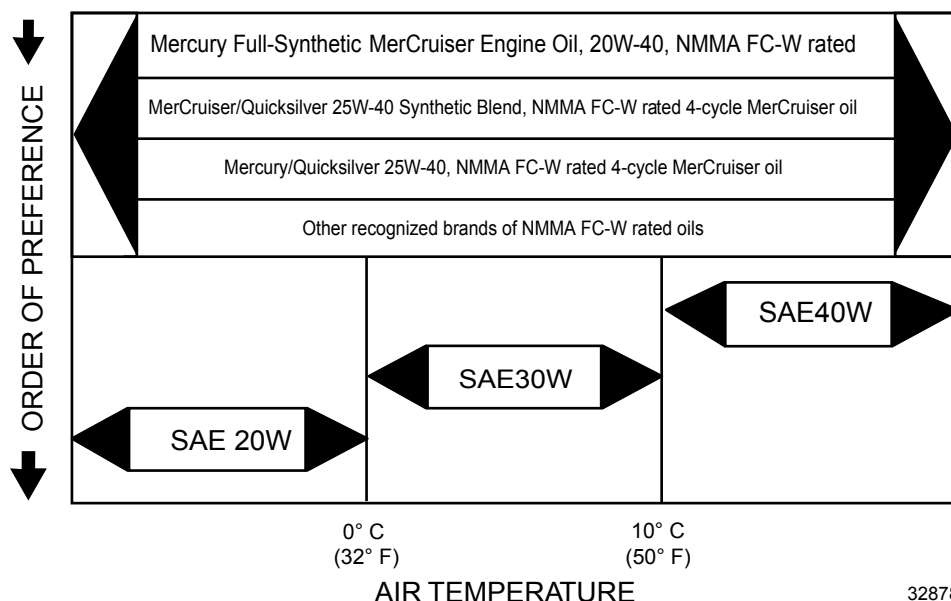 ORDER OF PREFERENCE
Mercury Full-Synthetic MerCruiser Engine Oil, 20W-40, NMMA FC-W rated
MerCruiser/Quicksilver 25W-40 Synthetic Blend, NMMA FC-W rated 4-cycle MerCruiser oil
Mercury/Quicksilver 25W-40, NMMA FC-W rated 4-cycle MerCruiser oil
Other recognized brands of NMMA FC-W rated oils
SAE40W
SAE30W
SAE 20W
0° C
(32° F)
10° C
(50° F)
AIR TEMPERATURE